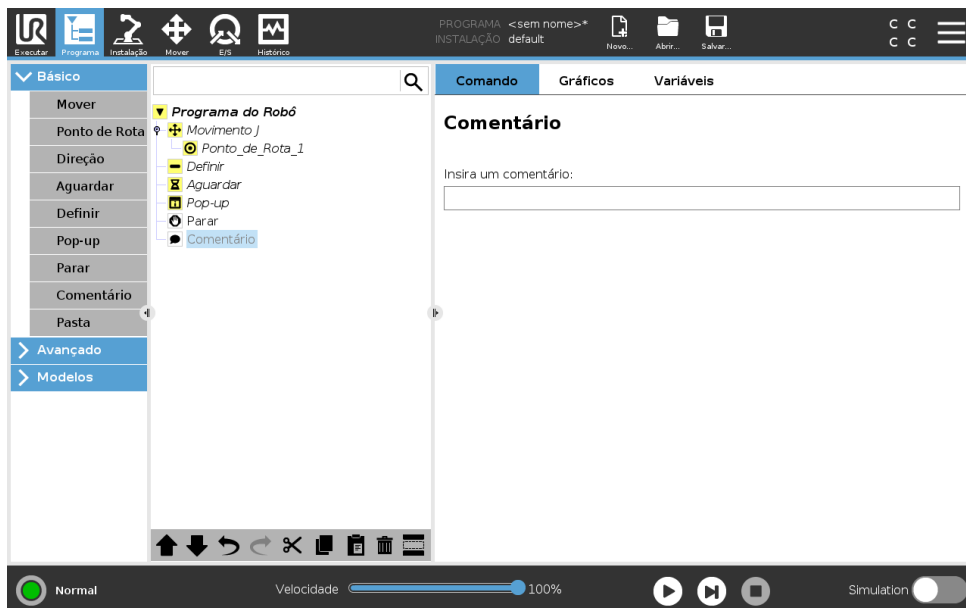 UR
Executar
Programa
Instalação
Mover
E/S
Histórico
PROGRAMA <sem nome>*
INSTALAÇÃO default
Novo...
Abrir...
Salvar...
C C
C C
Básico
Mover
Ponto de Rota
Direção
Aguardar
Definir
Pop-up
Parar
Comentário
Pasta
Avançado
Modelos
Programa do Robô
Movimento J
Ponto_de_Rota_1
Definir
Aguardar
Pop-up
Parar
Comentário
Comando Gráficos Variáveis
Comentário
Insira um comentário:
Normal
Velocidade 100%
Simulation